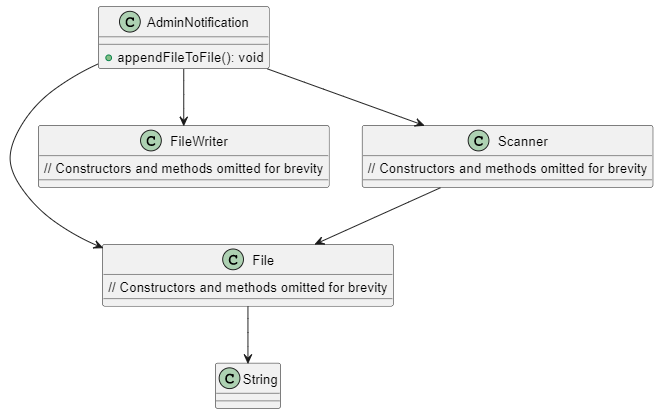 C AdminNotification
appendFileToFile(): void
C FileWriter
// Constructors and methods omitted for brevity
C Scanner
// Constructors and methods omitted for brevity
C File
// Constructors and methods omitted for brevity
C String